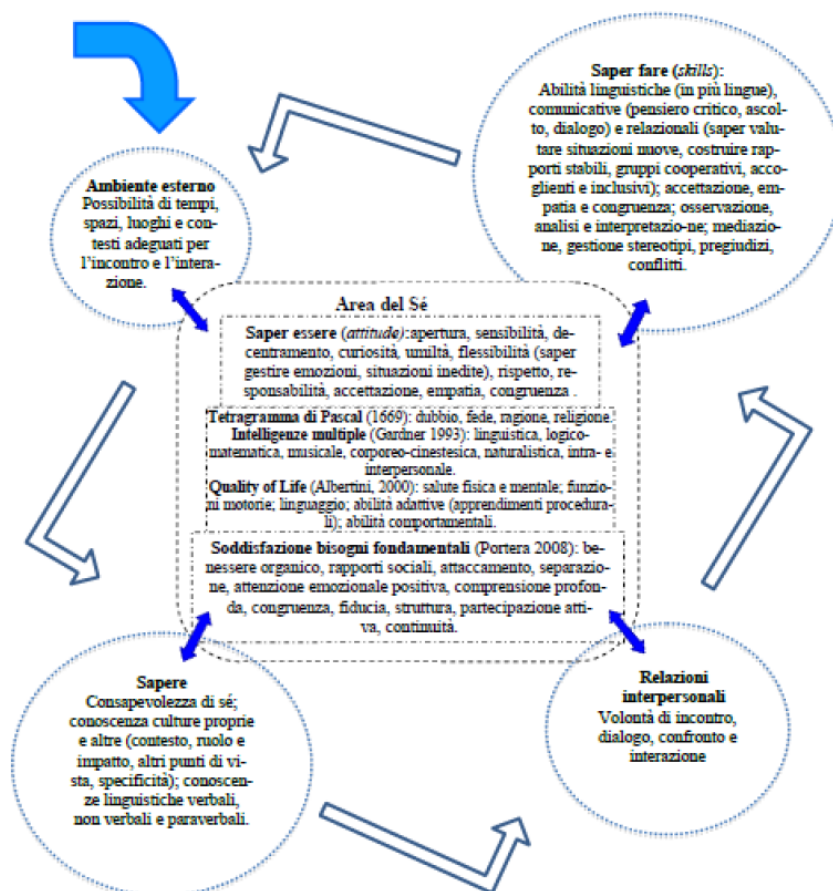 Saper fare (skills):
Abilità linguistiche (in più lingue),
comunicative (pensiero critico, ascol-
to, dialogo) e relazionali (saper valu-
tare situazioni nuove, costruire rap-
porti stabili, gruppi cooperativi, acco-
glienti e inclusivi); accettazione, em-
patia e congruenza; osservazione,
analisi e interpretazio-ne; mediazio-
ne, gestione stereotipi, pregiudizi,
conflitti.
Ambiente esterno
Possibilità di tempi,
spazi, luoghi e con-
testi adeguati per
l'incontro e l'intera-
zione.
Area del Sé
Saper essere (attitude):apertura, sensibilità, de-
centramento, curiosità, umiltà, flessibilità (saper
gestire emozioni, situazioni inedite), rispetto, re-
sponsabilità, accettazione, empatia, congruenza .
Tetragramma di Pascal (1669): dubbio, fede, ragione, religione.
Intelligenze multiple (Gardner 1993): linguistica, logico-
matematica, musicale, corporeo-cinestesica, naturalistica, intra- e
interpersonale.
Quality of Life (Albertini, 2000): salute fisica e mentale; funzio-
ni motorie; linguaggio; abilità adattive (apprendimenti procedura-
li); abilità comportamentali.
Soddisfazione bisogni fondamentali (Portera 2008): be-
nessere organico, rapporti sociali, attaccamento, separazio-
ne, attenzione emozionale positiva, comprensione profon-
da, congruenza, fiducia, struttura, partecipazione atti-
va, continuità.
Sapere
Consapevolezza di sé;
conoscenza culture proprie
e altre (contesto, ruolo e
impatto, altri punti di vi-
sta, specificità); conoscen-
ze linguistiche verbali,
non verbali e paraverbali.
Relazioni
interpersonali
Volontà di incontro,
dialogo, confronto e
interazione